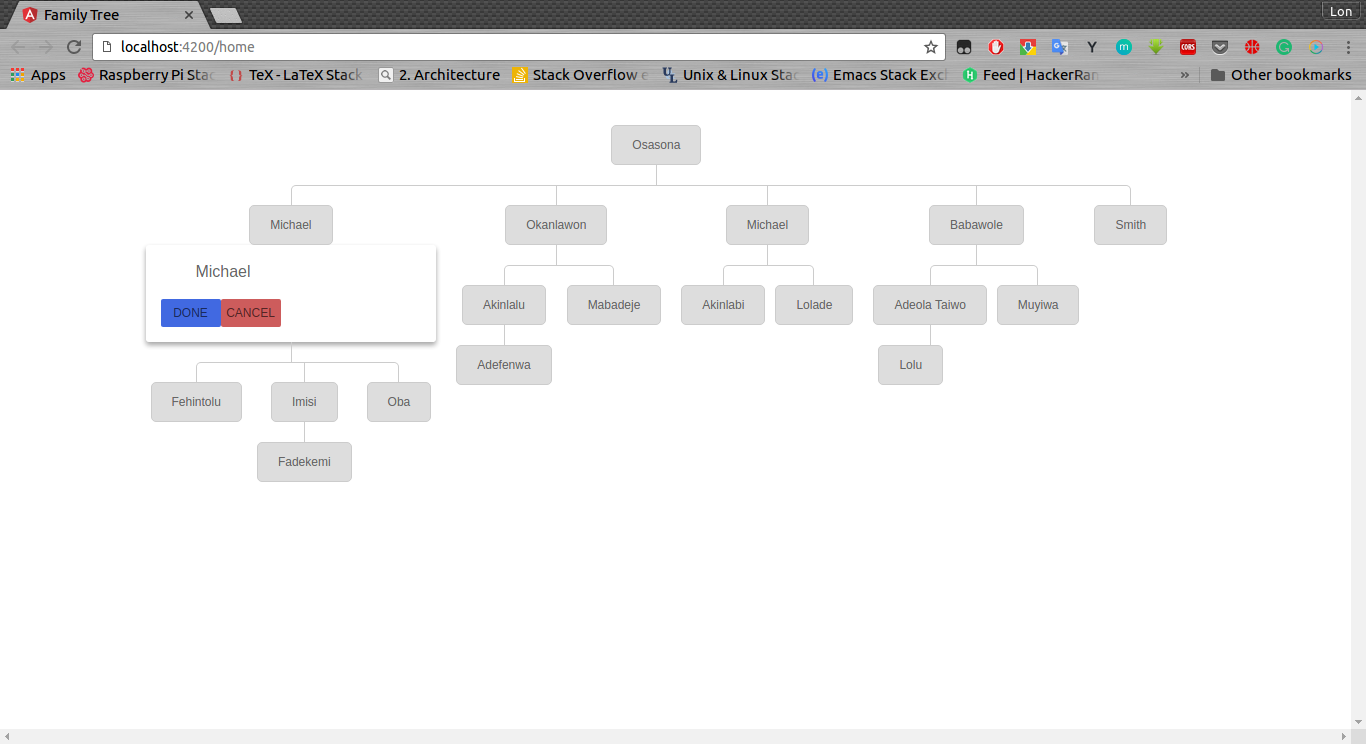 Family Tree
Lon
localhost:4200/home
Apps Raspberry Pi Stac TeX - LaTeX Stack 2. Architecture Stack Overflow e Unix & Linux Stac Emacs Stack Exc Feed | HackerRan » Other bookmarks
Osasona
Michael Okanlawon Michael Babawole Smith
Michael
DONE CANCEL
Akinlalu Mabadeje Akinlabi Lolade Adeola Taiwo Muyiwa
Adefenwa Lolu
Fehintolu Imisi Oba
Fadekemi